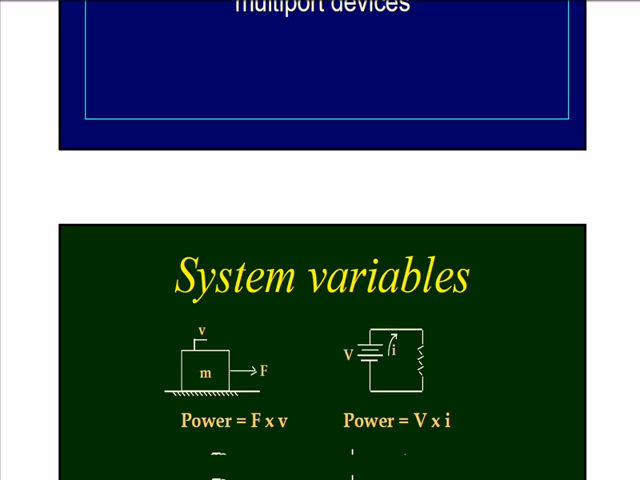 multiport devices
System variables
v
m
F
V
i
Power = F x v
Power = V x i